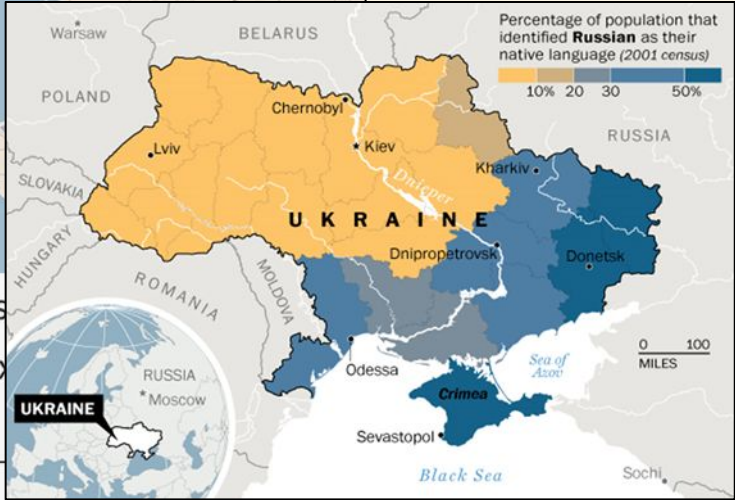 Percentage of population that
identified Russian as their
native language (2001 census)
10% 20 30 50%
Warsaw
BELARUS
POLAND
Chernobyl
RUSSIA
Lviv
Kiev
Kharkiv
SLOVAKIA
Dnieper
UKRAINE
HUNGARY
Dnipropetrovsk
Donetsk
ROMANIA
MOLDOVA
0 100
MILES
Odessa
Sea of
Azov
Crimea
RUSSIA
Moscow
UKRAINE
Sevastopol
Black Sea
Sochi